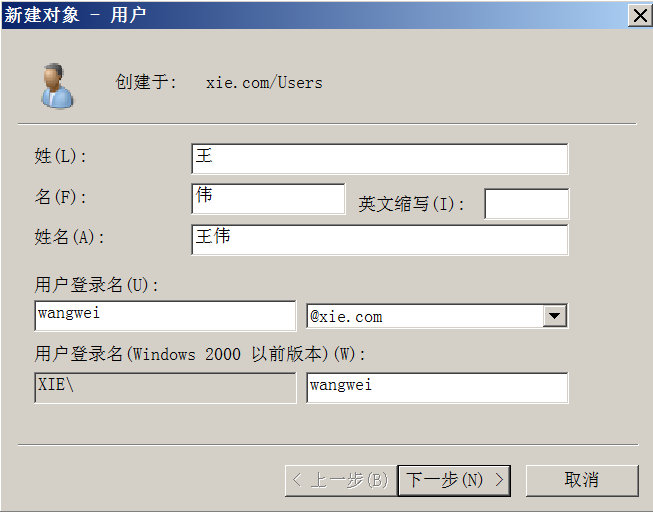 新建对象 - 用户
创建于: xie.com/Users
姓(L): 王
名(F): 伟 英文缩写(I):
姓名(A): 王伟
用户登录名(U):
wangwei @xie.com
用户登录名(Windows 2000 以前版本)(W):
XIE\ wangwei
< 上一步(B) 下一步(N) > 取消